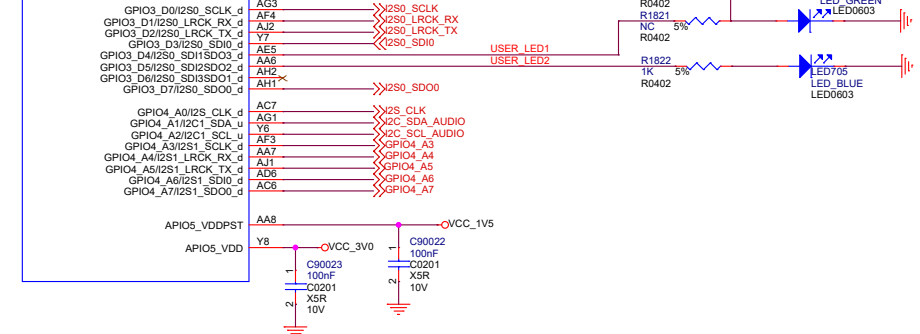 GPIO3_D0/I2S0_SCLK_d AG3 I2S0_SCLK
GPIO3_D1/I2S0_LRCK_RX_d AF4 I2S0_LRCK_RX
GPIO3_D2/I2S0_LRCK_TX_d AJ2 I2S0_LRCK_TX
GPIO3_D3/I2S0_SDI0_d Y7 I2S0_SDI0
GPIO3_D4/I2S0_SDI1SDO3_d AE5 USER_LED1
GPIO3_D5/I2S0_SDI2SDO2_d AA6 USER_LED2
GPIO3_D6/I2S0_SDI3SDO1_d AH2
GPIO3_D7/I2S0_SDO0_d AH1 I2S0_SDO0
R0402
R1821
NC 5%
R0402
LED_GREEN
LED0603
R1822
1K 5%
R0402
LED705
LED_BLUE
LED0603
GPIO4_A0/I2S_CLK_d AC7 I2S_CLK
GPIO4_A1/I2C1_SDA_u AG1 I2C_SDA_AUDIO
GPIO4_A2/I2C1_SCL_u Y6 I2C_SCL_AUDIO
GPIO4_A3/I2S1_SCLK_d AF3 GPIO4_A3
GPIO4_A4/I2S1_LRCK_RX_d AA7 GPIO4_A4
GPIO4_A5/I2S1_LRCK_TX_d AJ1 GPIO4_A5
GPIO4_A6/I2S1_SDI0_d AD6 GPIO4_A6
GPIO4_A7/I2S1_SDO0_d AC6 GPIO4_A7
APIO5_VDDPST AA8 VCC_1V5
APIO5_VDD Y8 VCC_3V0
1 C90022
100nF
C0201
2 X5R
10V
1 C90023
100nF
C0201
X5R
2 10V